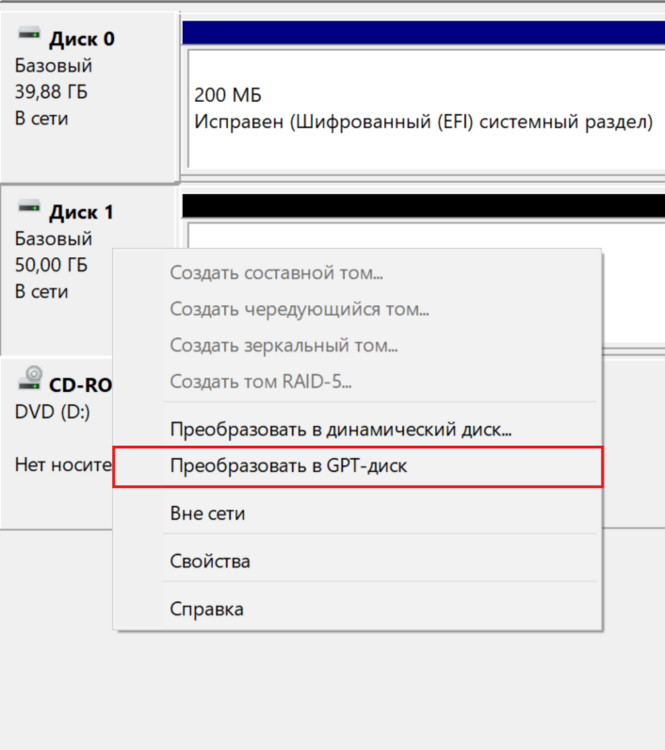 Диск 0
Базовый
39,88 ГБ
В сети
200 МБ
Исправен (Шифрованный (EFI) системный раздел)
Диск 1
Базовый
50,00 ГБ
В сети
Создать составной том...
Создать чередующийся том...
Создать зеркальный том...
Создать том RAID-5...
Преобразовать в динамический диск...
Преобразовать в GPT-диск
Вне сети
Свойства
Справка
CD-RO
DVD (D:)
Нет носите